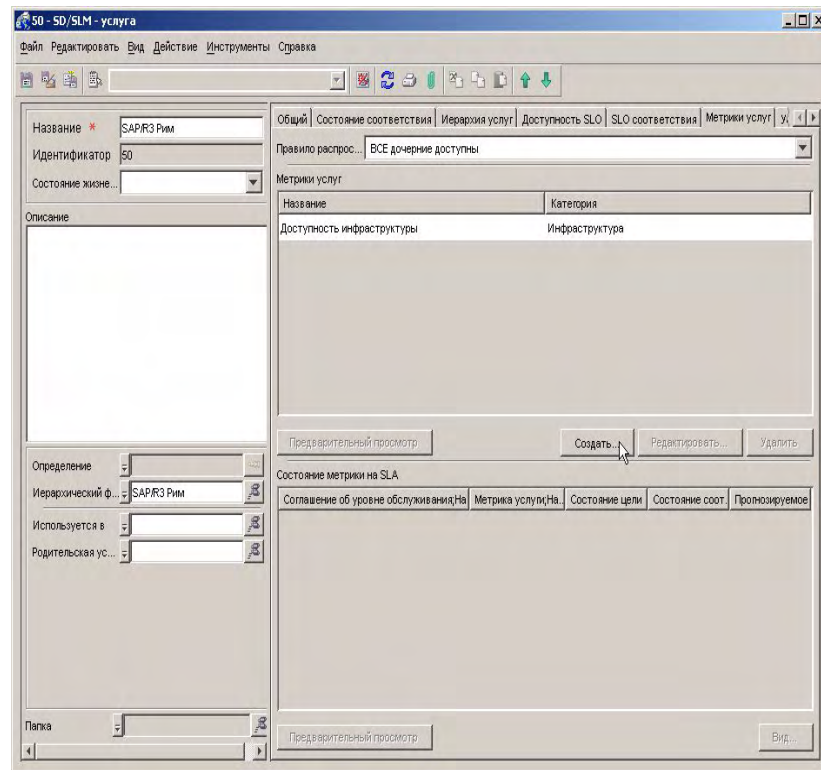 50 - SD/SLM - услуга
Файл Редактировать Вид Действие Инструменты Справка
Название *
SAP/R3 Рим
Идентификатор
50
Состояние жизне...
Описание
Определение
Иерархический ф...
SAP/R3 Рим
Используется в
Родительская ус...
Папка
Общий Состояние соответствия Иерархия услуг Доступность SLO SLO соответствия Метрики услуг
Правило распрос...
ВСЕ дочерние доступны
Метрики услуг
Название Категория
Доступность инфраструктуры Инфраструктура
Предварительный просмотр Создать... Редактировать... Удалить
Состояние метрики на SLA
Соглашение об уровне обслуживания;На Метрика услуги;На.. Состояние цели Состояние соот. Прогнозируемое
Предварительный просмотр Вид...